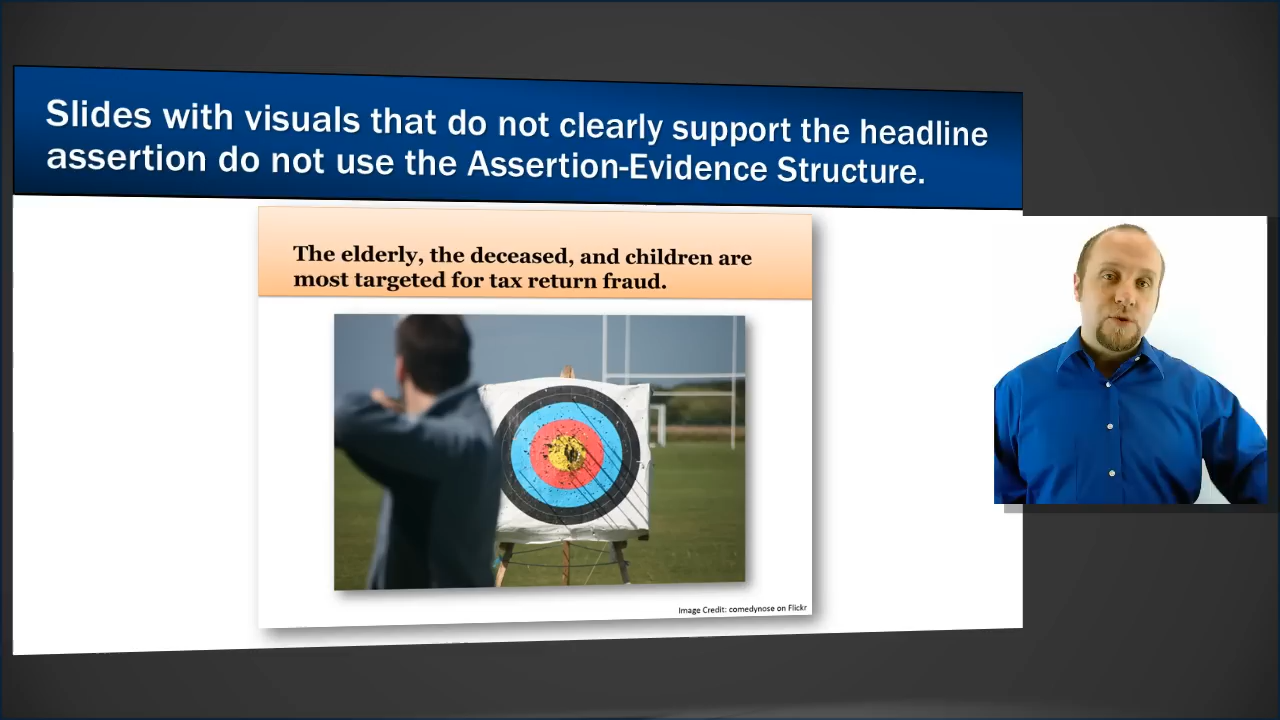 Slides with visuals that do not clearly support the headline
assertion do not use the Assertion-Evidence Structure.
The elderly, the deceased, and children are
most targeted for tax return fraud.
Image Credit: comedynose on Flickr